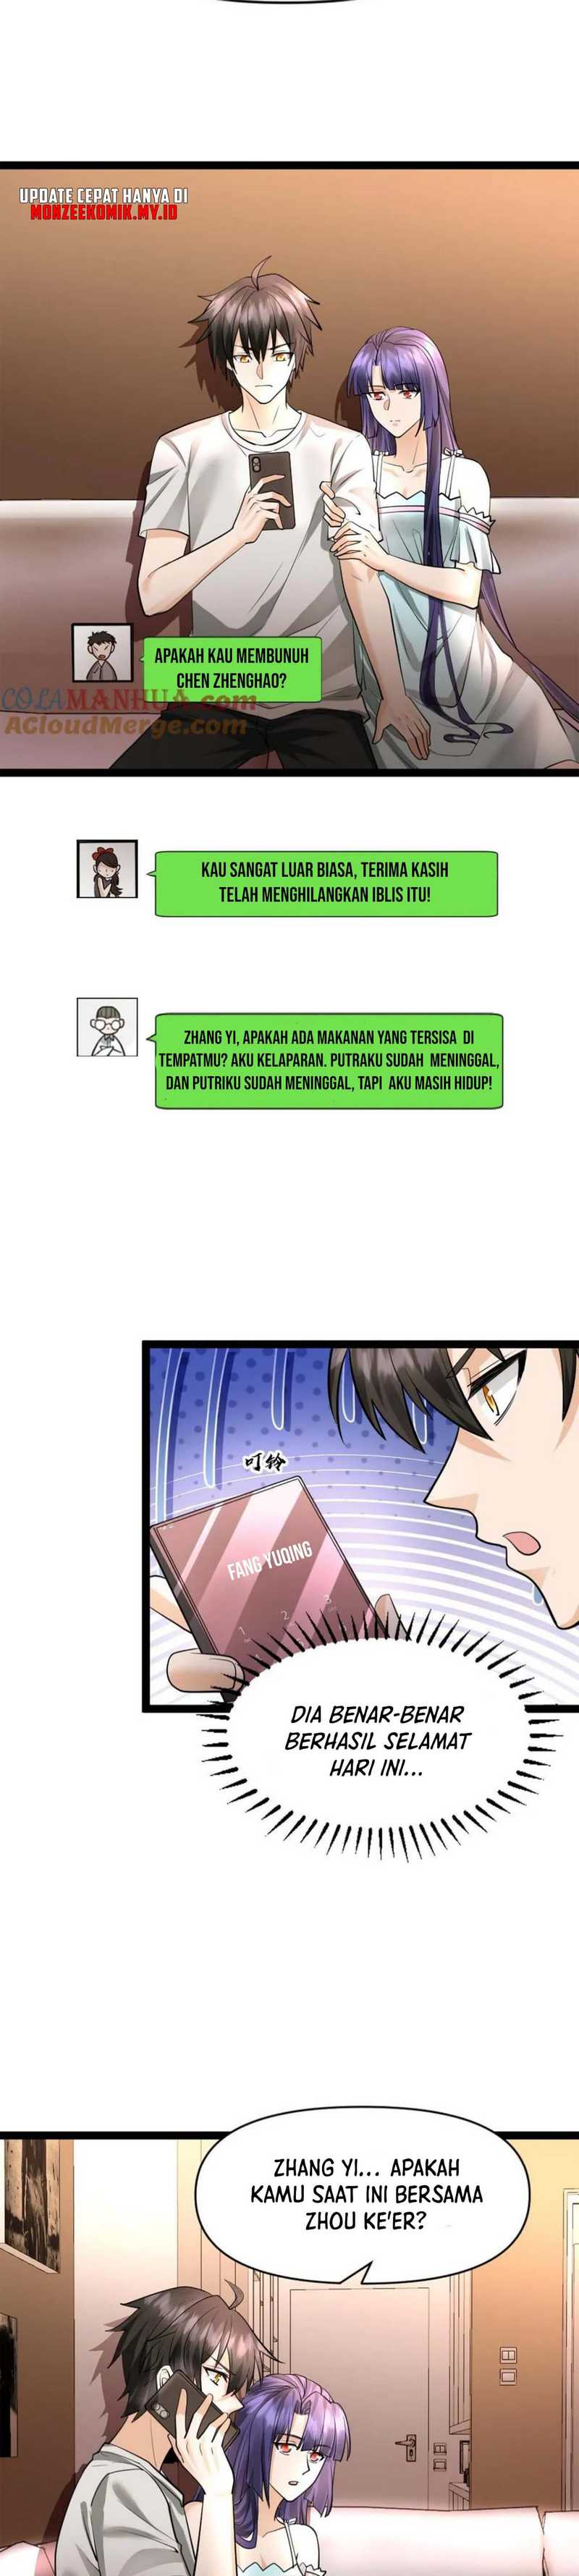 UPDATE CEPAT HANYA DI
MONZEEKOMIK.MY.ID
APAKAH KAU MEMBUNUH
CHEN ZHENGHAO?
COLAMANHUA.com
ACloudMerge.com
KAU SANGAT LUAR BIASA, TERIMA KASIH
TELAH MENGHILANGKAN IBLIS ITU!
ZHANG YI, APAKAH ADA MAKANAN YANG TERSISA DI
TEMPATMU? AKU KELAPARAN. PUTRAKU SUDAH MENINGGAL,
DAN PUTRIKU SUDAH MENINGGAL, TAPI AKU MASIH HIDUP!
叮铃
FANG YUQING
1 2 3
DIA BENAR-BENAR
BERHASIL SELAMAT
HARI INI...
ZHANG YI... APAKAH
KAMU SAAT INI BERSAMA
ZHOU KE'ER?